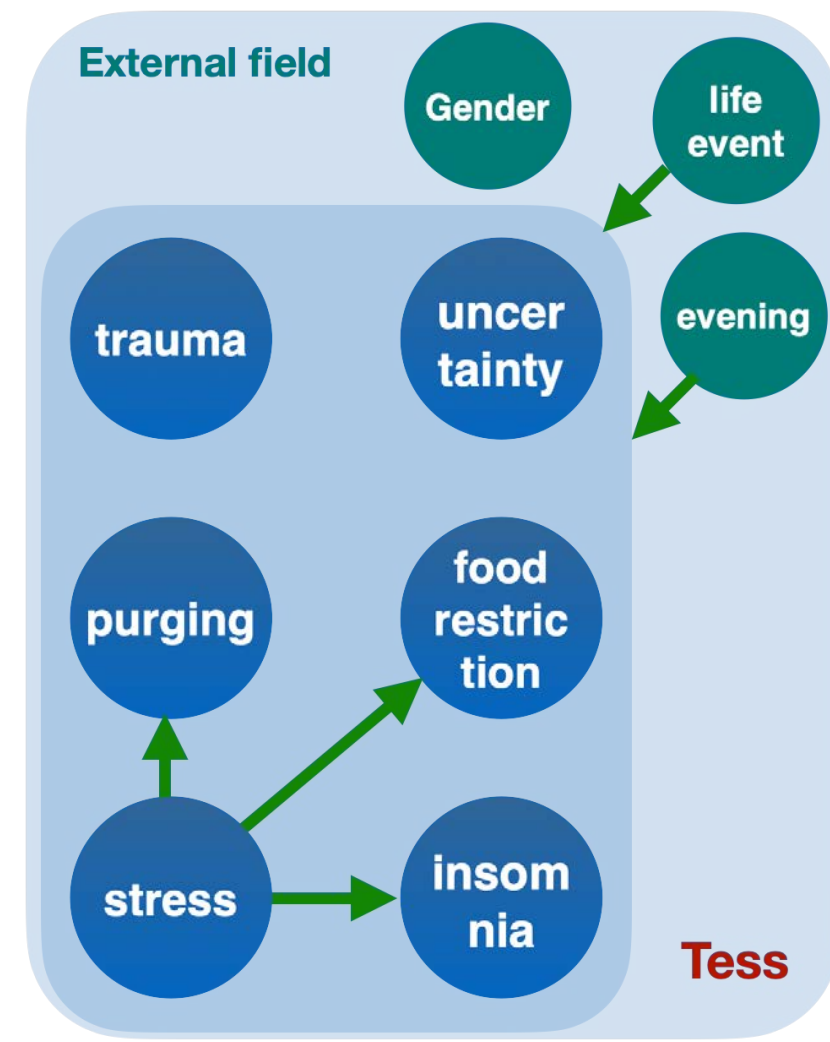 External field
Gender
life
event
trauma
uncer
tainty
evening
purging
food
restric
tion
stress
insom
nia
Tess